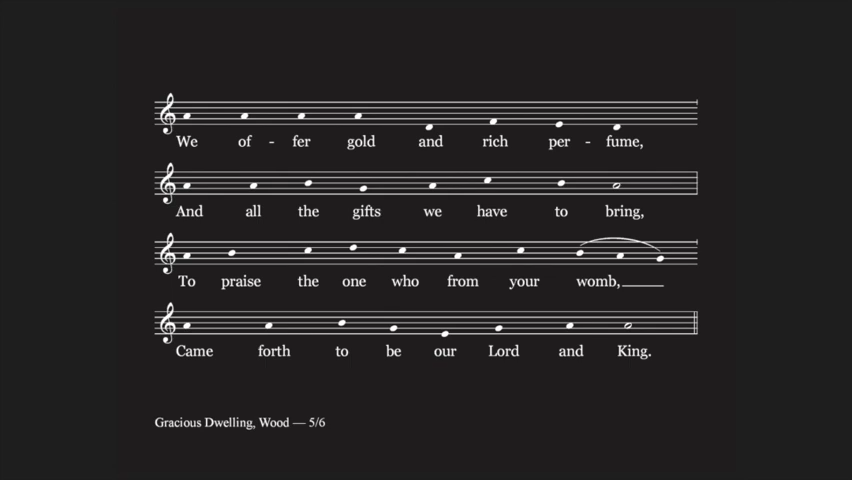 We of - fer gold and rich per - fume,
And all the gifts we have to bring,
To praise the one who from your womb,____
Came forth to be our Lord and King.
Gracious Dwelling, Wood — 5/6